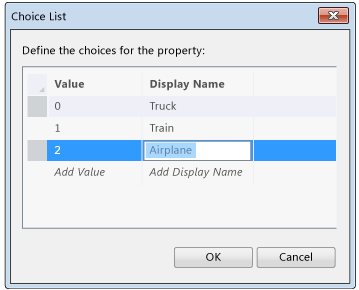 Choice List
Define the choices for the property:
Value Display Name
0 Truck
1 Train
2 Airplane
Add Value Add Display Name
OK Cancel